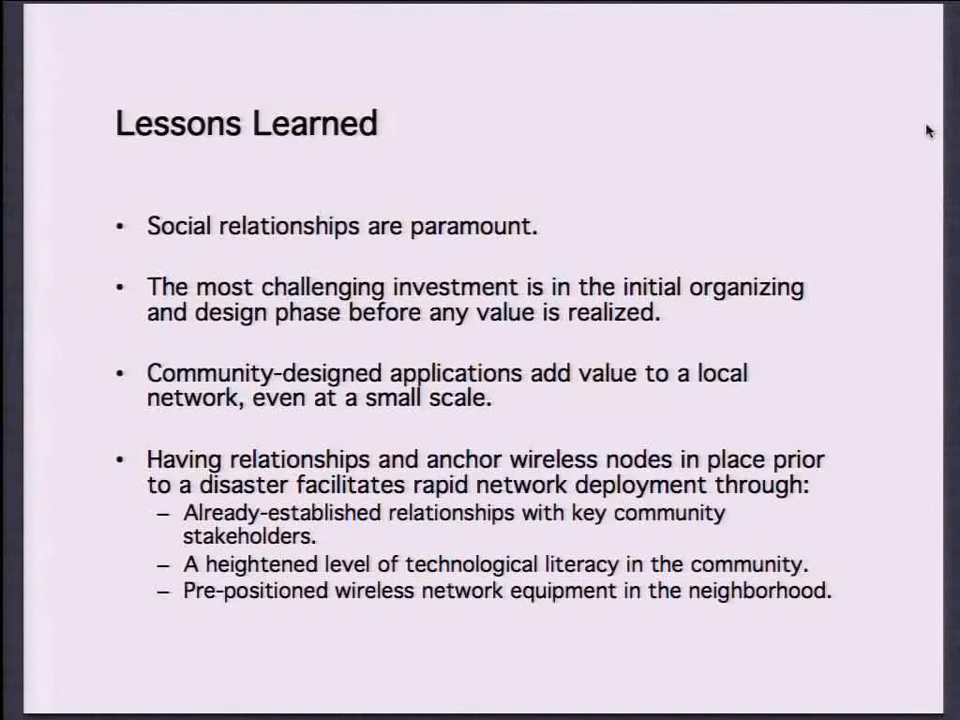 Lessons Learned
• Social relationships are paramount.
• The most challenging investment is in the initial organizing
and design phase before any value is realized.
• Community-designed applications add value to a local
network, even at a small scale.
• Having relationships and anchor wireless nodes in place prior
to a disaster facilitates rapid network deployment through:
– Already-established relationships with key community
stakeholders.
– A heightened level of technological literacy in the community.
– Pre-positioned wireless network equipment in the neighborhood.